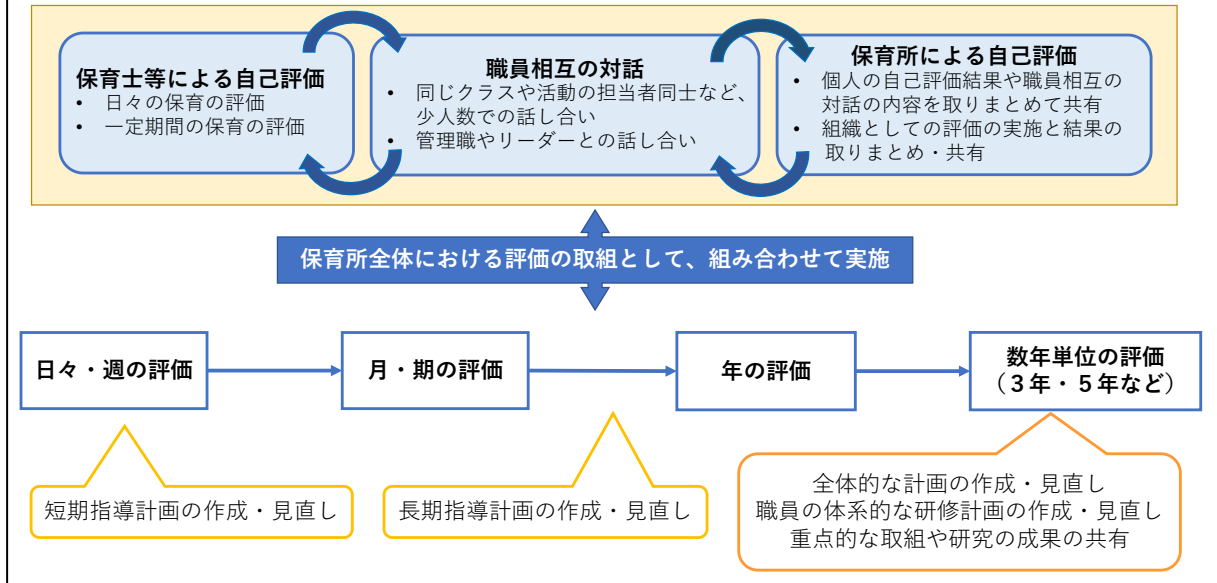 保育士等による自己評価
• 日々の保育の評価
• 一定期間の保育の評価
職員相互の対話
• 同じクラスや活動の担当者同士など、
少人数での話し合い
• 管理職やリーダーとの話し合い
保育所による自己評価
• 個人の自己評価結果や職員相互の
対話の内容を取りまとめて共有
• 組織としての評価の実施と結果の
取りまとめ・共有
保育所全体における評価の取組として、組み合わせて実施
日々・週の評価
月・期の評価
年の評価
数年単位の評価
（３年・５年など）
短期指導計画の作成・見直し
長期指導計画の作成・見直し
全体的な計画の作成・見直し
職員の体系的な研修計画の作成・見直し
重点的な取組や研究の成果の共有